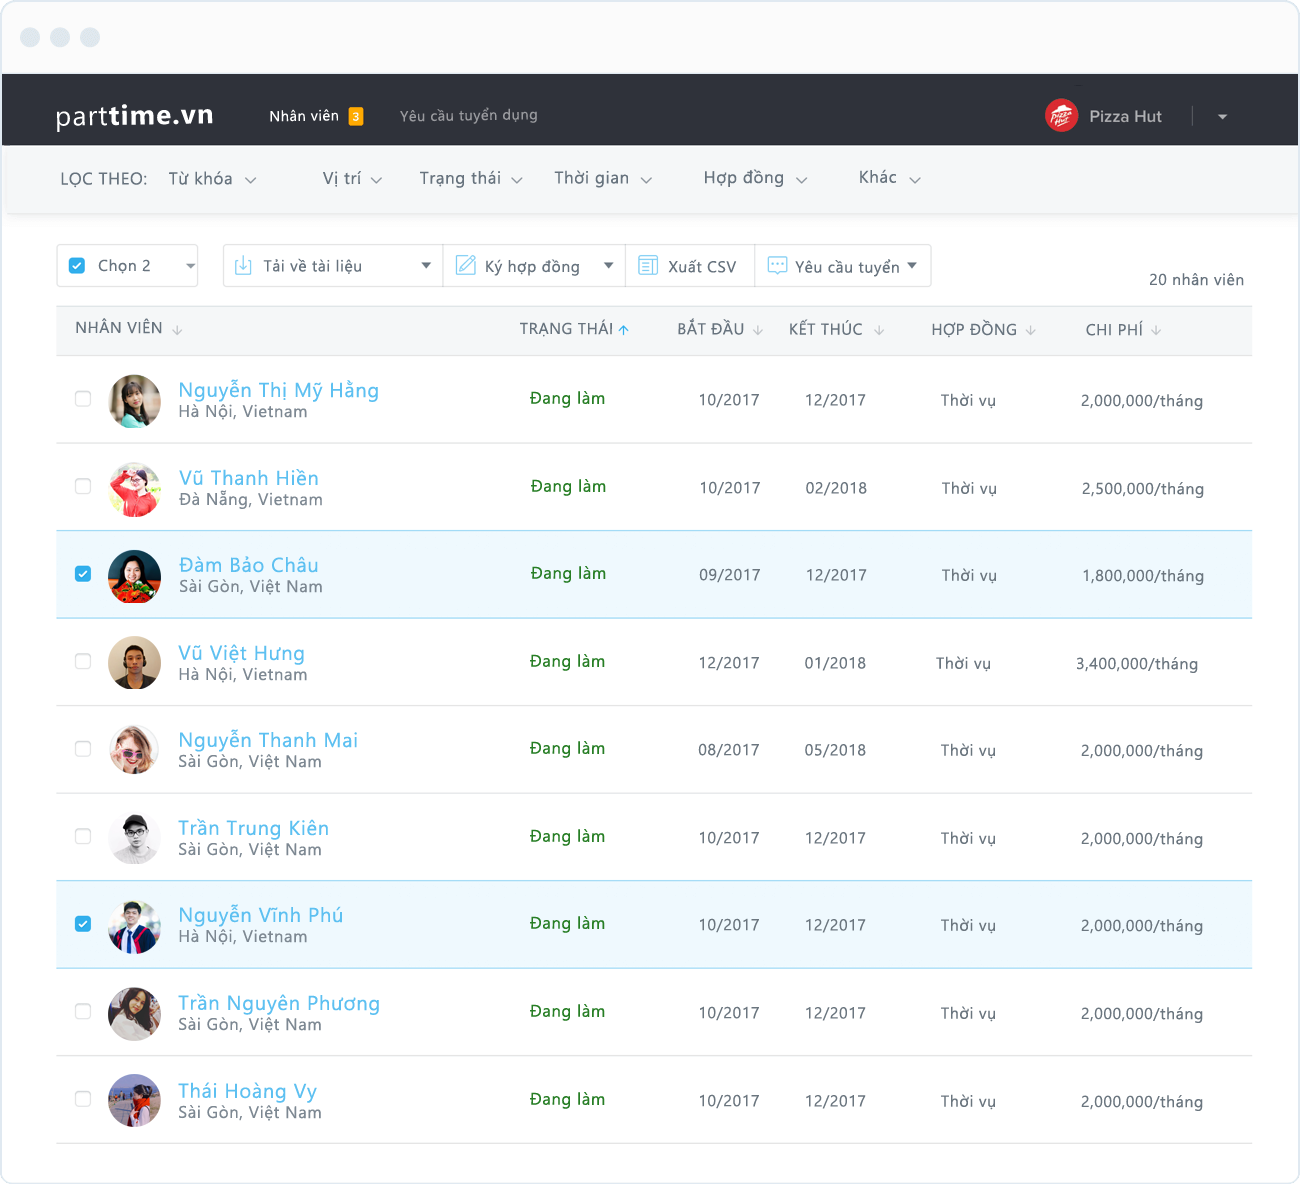 parttime.vn Nhân viên 3 Yêu cầu tuyển dụng Pizza Hut Pizza Hut
LỌC THEO: Từ khóa Vị trí Trạng thái Thời gian Hợp đồng Khác
Chọn 2 Tải về tài liệu Ký hợp đồng Xuất CSV Yêu cầu tuyển
20 nhân viên
NHÂN VIÊN TRẠNG THÁI BẮT ĐẦU KẾT THÚC HỢP ĐỒNG CHI PHÍ
Nguyễn Thị Mỹ Hằng Đang làm 10/2017 12/2017 Thời vụ 2,000,000/tháng
Hà Nội, Vietnam
Vũ Thanh Hiền Đang làm 10/2017 02/2018 Thời vụ 2,500,000/tháng
Đà Nẵng, Vietnam
Đàm Bảo Châu Đang làm 09/2017 12/2017 Thời vụ 1,800,000/tháng
Sài Gòn, Việt Nam
Vũ Việt Hưng Đang làm 12/2017 01/2018 Thời vụ 3,400,000/tháng
Hà Nội, Vietnam
Nguyễn Thanh Mai Đang làm 08/2017 05/2018 Thời vụ 2,000,000/tháng
Sài Gòn, Việt Nam
Trần Trung Kiên Đang làm 10/2017 12/2017 Thời vụ 2,000,000/tháng
Sài Gòn, Việt Nam
Nguyễn Vĩnh Phú Đang làm 10/2017 12/2017 Thời vụ 2,000,000/tháng
Hà Nội, Vietnam
Trần Nguyên Phương Đang làm 10/2017 12/2017 Thời vụ 2,000,000/tháng
Sài Gòn, Việt Nam
Thái Hoàng Vy Đang làm 10/2017 12/2017 Thời vụ 2,000,000/tháng
Sài Gòn, Việt Nam